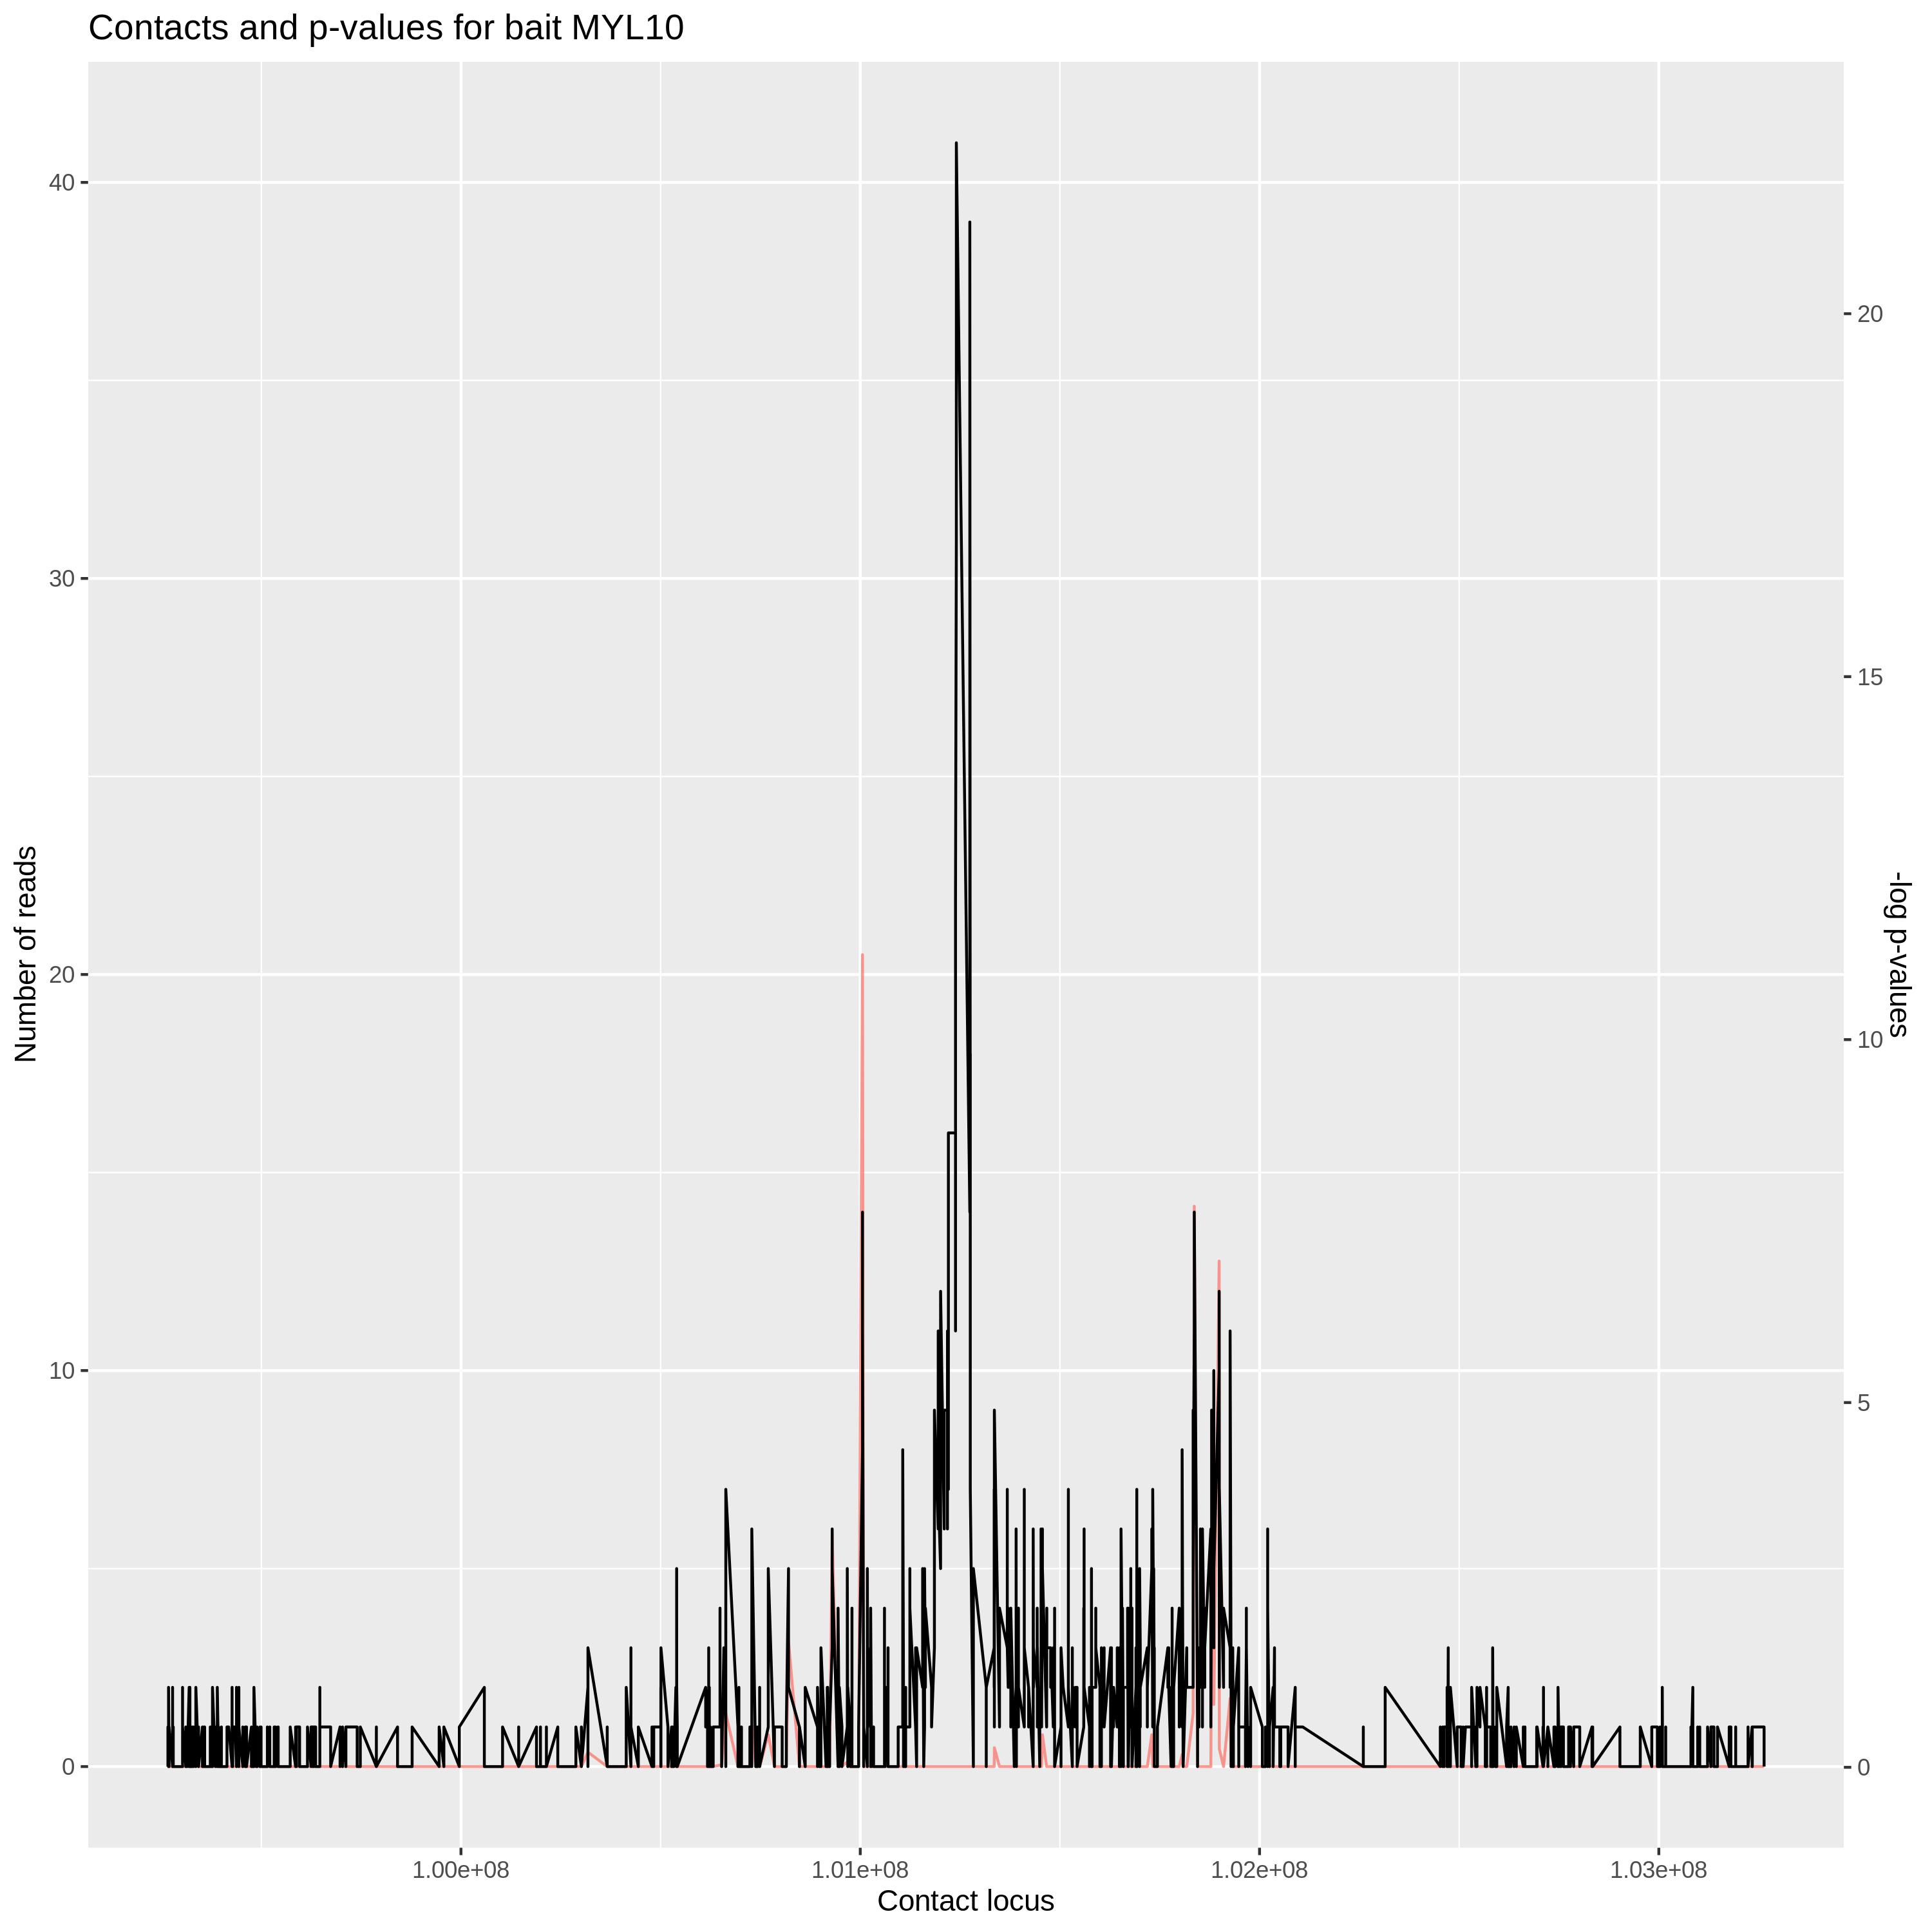 Contacts and p-values for bait MYL10
Number of reads
40
30
20
10
0
20
15
10
5
0
-log p-values
1.00e+08
1.01e+08
1.02e+08
1.03e+08
Contact locus